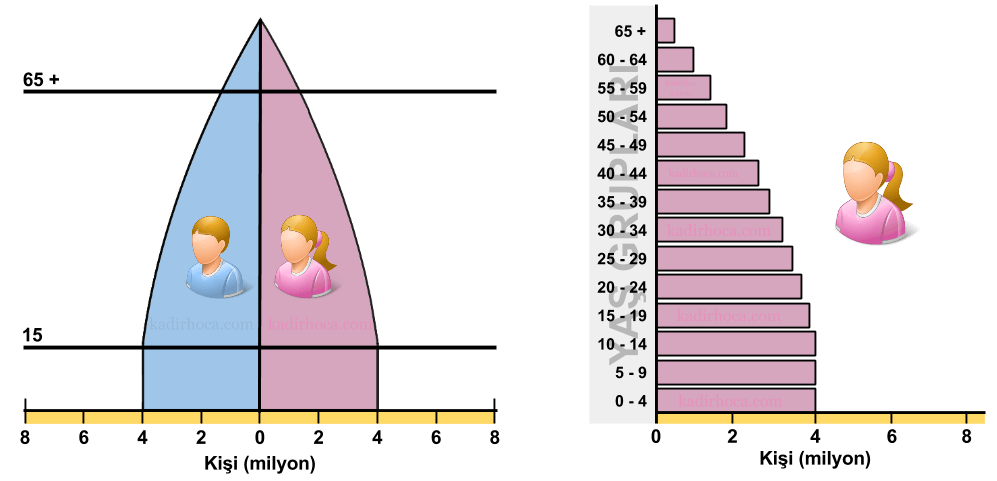 65 +
15
kadirhoca.com kadirhoca.com
8 6 4 2 0 2 4 6 8
Kişi (milyon)
YAŞ GRUPLARI
65 +
60 - 64
55 - 59
50 - 54
45 - 49
40 - 44
35 - 39
30 - 34
kadirhoca.com
25 - 29
20 - 24
15 - 19
kadirhoca.com
10 - 14
5 - 9
0 - 4
kadirhoca.com
0 2 4 6 8
Kişi (milyon)